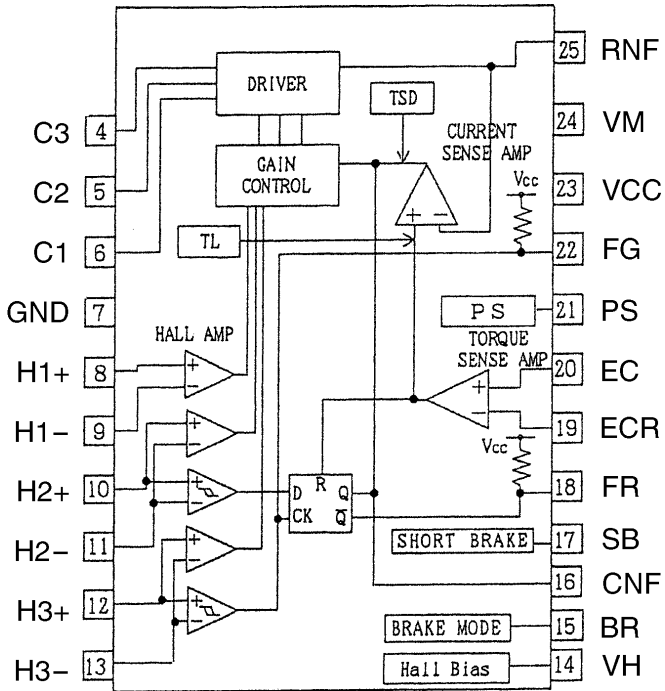 25 RNF
DRIVER
TSD
C3 4
24 VM
CURRENT
SENSE AMP
GAIN
CONTROL
C2 5
Vcc
23 VCC
+ −
TL
C1 6
22 FG
GND 7
PS
21 PS
HALL AMP
TORQUE
SENSE AMP
H1+ 8
+
−
20 EC
+
−
H1− 9
19 ECR
+
−
Vcc
H2+ 10
+
−
R
D Q
CK Q
18 FR
H2− 11
+
−
SHORT BRAKE
17 SB
16 CNF
H3+ 12
+
−
BRAKE MODE
15 BR
H3− 13
Hall Bias
14 VH